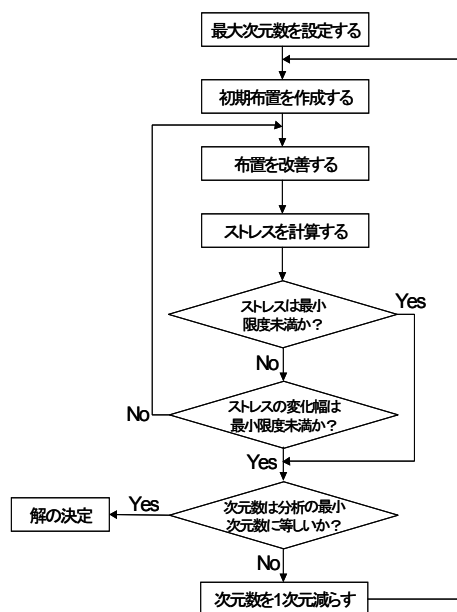 最大次元数を設定する
初期布置を作成する
布置を改善する
ストレスを計算する
ストレスは最小
限度未満か？
Yes
No
ストレスの変化幅は
最小限度未満か？
No
Yes
次元数は分析の最小
次元数に等しいか？
Yes
解の決定
No
次元数を1次元減らす